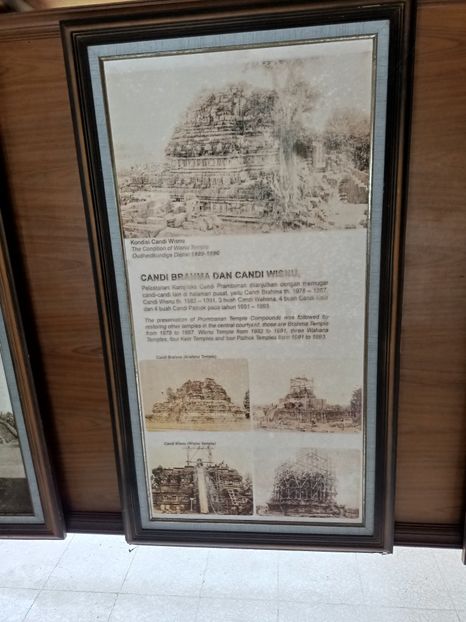 Kondisi Candi Wisnu
The Condition of Wisnu Temple
Oudheidkundige Dienst 1889-1890
CANDI BRAHMA DAN CANDI WISNU,
Pelestarian Kompleks Candi Prambanan dilanjutkan dengan memugar
candi-candi lain di halaman pusat, yaitu Candi Brahma th. 1978 – 1987,
Candi Wisnu th. 1982 – 1991, 3 buah Candi Wahana, 4 buah Candi Kelir
dan 4 buah Candi Patok pada tahun 1991 – 1993.
The preservation of Prambanan Temple Compounds was followed by
restoring other temples in the central courtyard, those are Brahma Temple
from 1978 to 1987, Wisnu Temple from 1982 to 1991, three Wahana
Temples, four Kelir Temples and four Pathok Temples from 1991 to 1993.
Candi Brahma (Brahma Temple)
Candi Wisnu (Wisnu Temple)